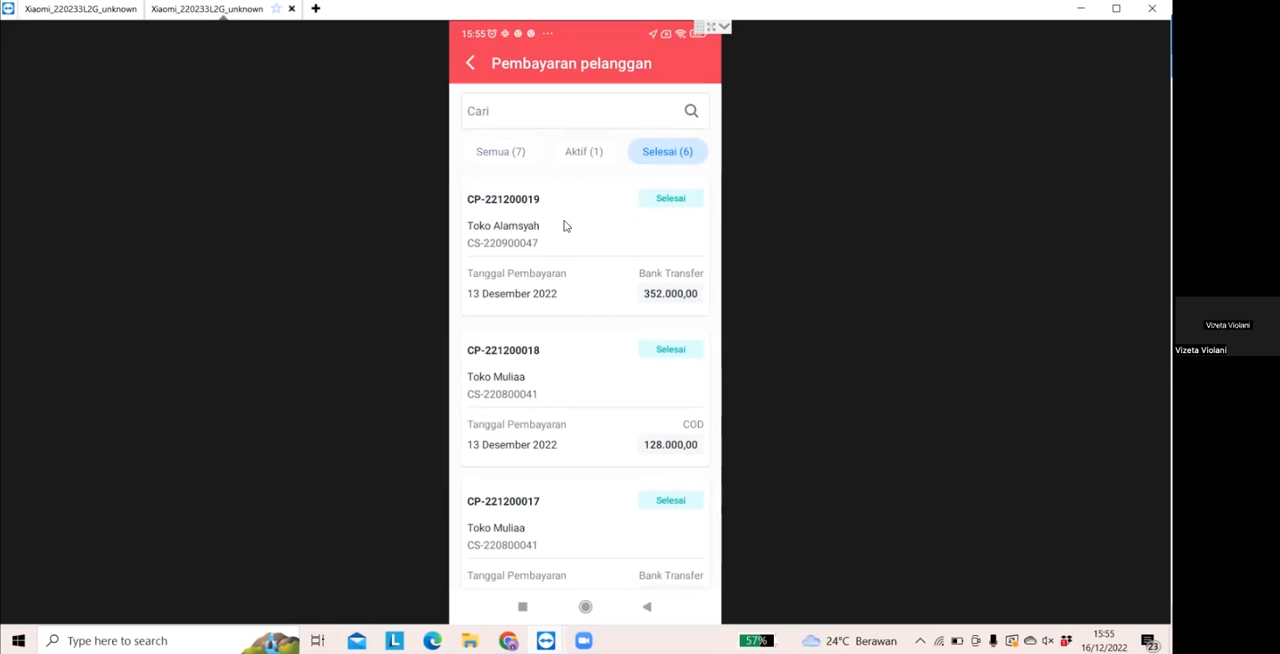 Xiaomi_220233L2G_unknown
Xiaomi_220233L2G_unknown
15:55
Pembayaran pelanggan
Cari
Semua (7)
Aktif (1)
Selesai (6)
CP-221200019
Selesai
Toko Alamsyah
CS-220900047
Tanggal Pembayaran
Bank Transfer
13 Desember 2022
352.000,00
CP-221200018
Selesai
Toko Muliaa
CS-220800041
Tanggal Pembayaran
COD
13 Desember 2022
128.000,00
CP-221200017
Selesai
Toko Muliaa
CS-220800041
Tanggal Pembayaran
Bank Transfer
Vizeta Violani
Vizeta Violani
Type here to search
L
57%
24°C Berawan
15:55
16/12/2022
23